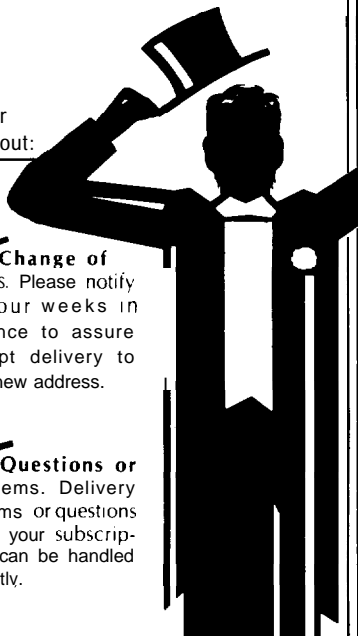 r
out:
Change of
s. Please notify
our weeks in
nce to assure
pt delivery to
new address.
Questions or
ems. Delivery
ms or questions
your subscrip-
can be handled
tly.